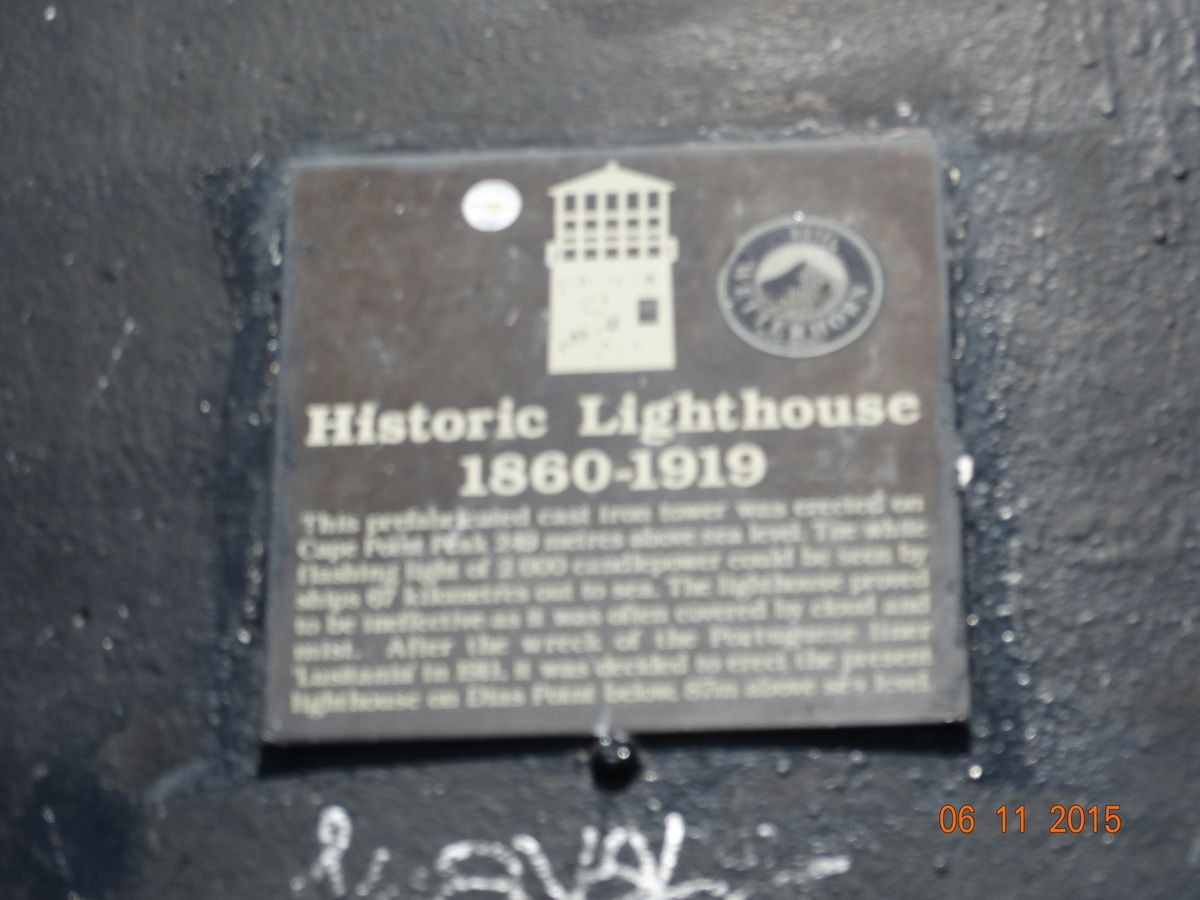 MATTERHORN
Historic Lighthouse
1860-1919
This prefabricated cast iron tower was erected on
Cape Point Peak 249 metres above sea level. The white
flashing light of 2 000 candlepower could be seen by
ships 67 kilometres out to sea. The lighthouse proved
to be ineffective as it was often covered by cloud and
mist. After the wreck of the Portuguese liner
'Lusitania' in 1911, it was decided to erect the present
lighthouse on Dias Point below, 87m above sea level
06 11 2015